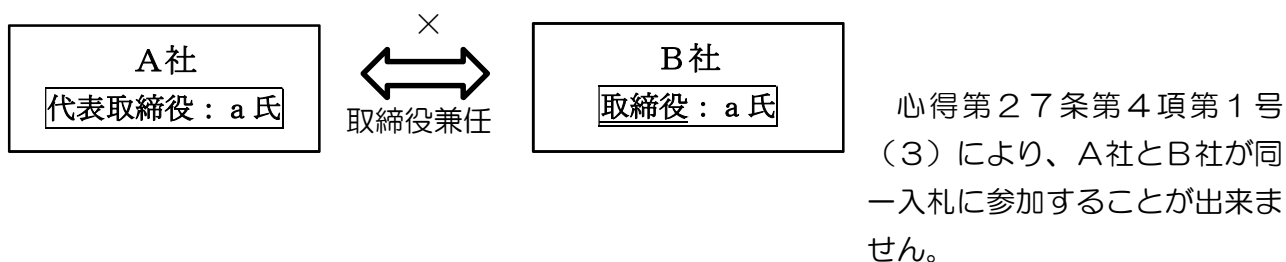 ×
A社
代表取締役：a氏
取締役兼任
B社
取締役：a氏
心得第２７条第４項第１号
（３）により、A社とB社が同
一入札に参加することが出来ま
せん。